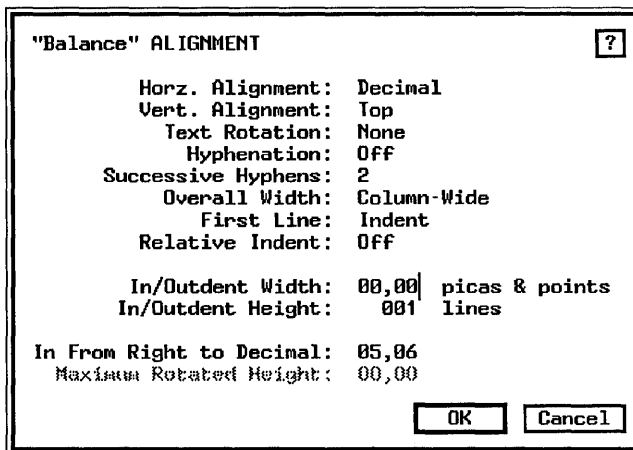 "Balance" ALIGNMENT ?
Horz. Alignment: Decimal
Vert. Alignment: Top
Text Rotation: None
Hyphenation: Off
Successive Hyphens: 2
Overall Width: Column-Wide
First Line: Indent
Relative Indent: Off
In/Outdent Width: 00,00 picas & points
In/Outdent Height: 001 lines
In From Right to Decimal: 05,06
Maximum Rotated Height: 00,00
OK Cancel